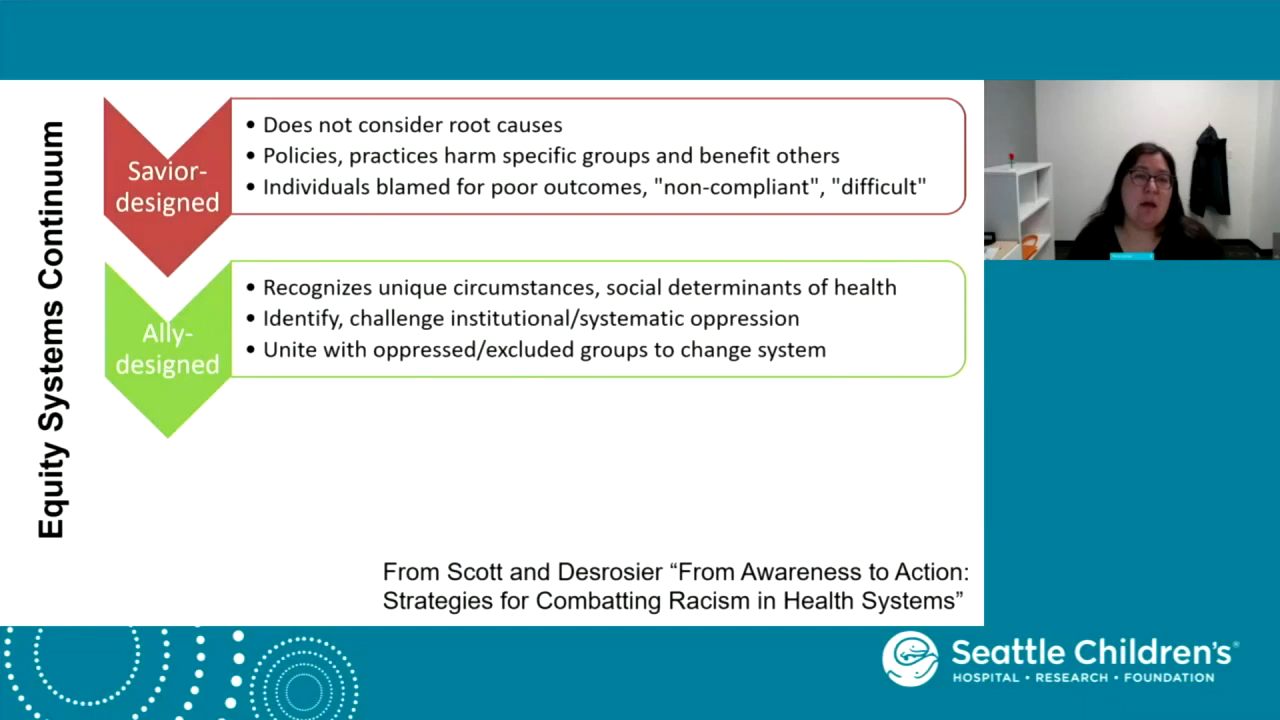 Equity Systems Continuum
Savior-
designed
• Does not consider root causes
• Policies, practices harm specific groups and benefit others
• Individuals blamed for poor outcomes, "non-compliant", "difficult"
Ally-
designed
• Recognizes unique circumstances, social determinants of health
• Identify, challenge institutional/systematic oppression
• Unite with oppressed/excluded groups to change system
From Scott and Desrosier “From Awareness to Action:
Strategies for Combatting Racism in Health Systems”
Seattle Children's®
HOSPITAL • RESEARCH • FOUNDATION